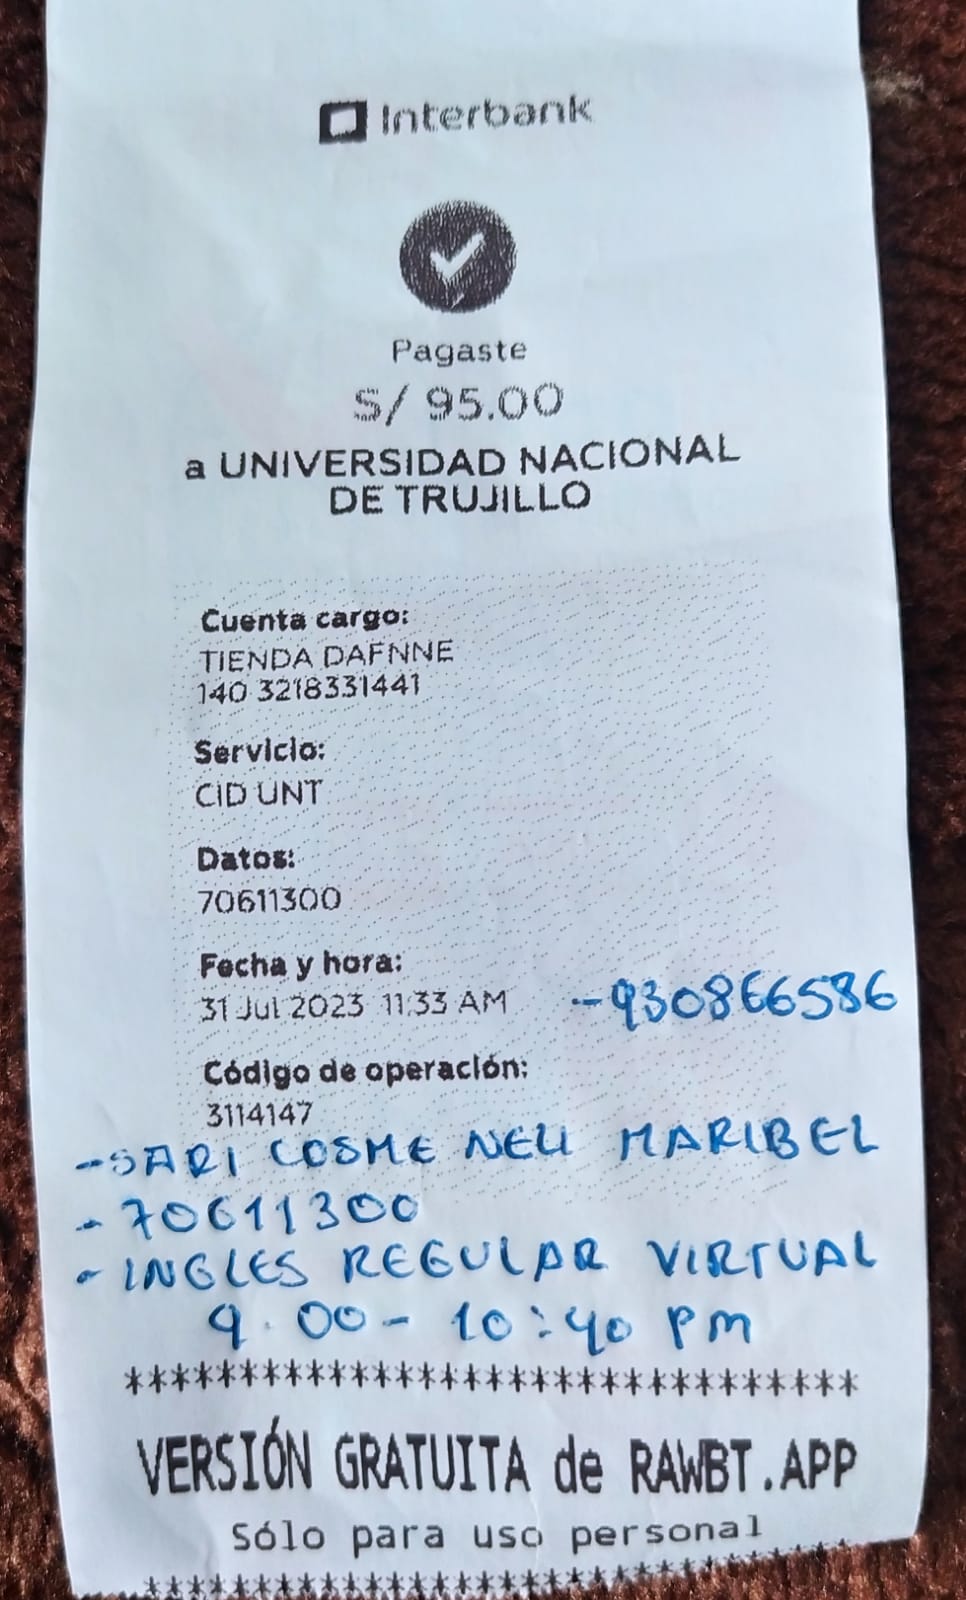 Interbank
Pagaste
S/ 95.00
a UNIVERSIDAD NACIONAL
DE TRUJILLO
Cuenta cargo:
TIENDA DAFNNE
140 3218331441
Servicio:
CID UNT
Datos:
70611300
Fecha y hora:
31 Jul 2023 11:33 AM -930866586
Código de operación:
3114147
-SARI COSME NELI MARIBEL
- 70611300
- INGLES REGULAR VIRTUAL
9.00 - 10:40 PM
*******************************
VERSIÓN GRATUITA de RAWBT.APP
Sólo para uso personal
*******************************